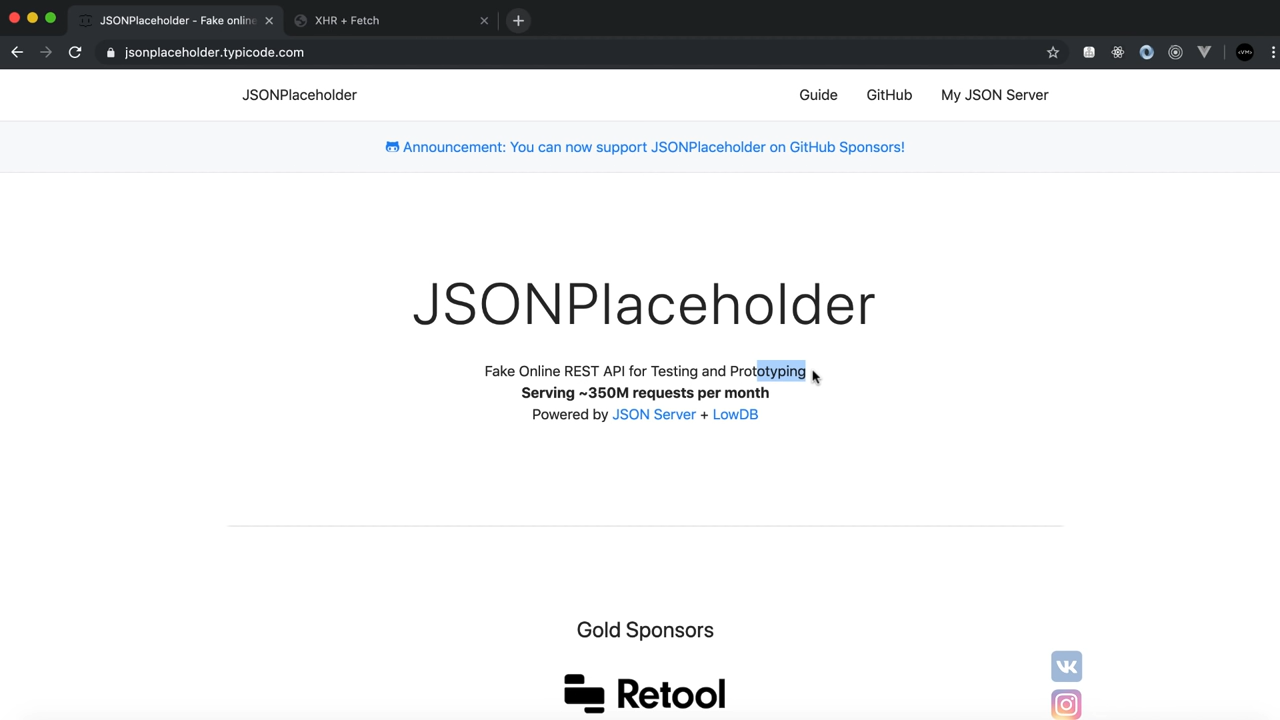 JSONPlaceholder - Fake online
XHR + Fetch
jsonplaceholder.typicode.com
JSONPlaceholder
Guide
GitHub
My JSON Server
Announcement: You can now support JSONPlaceholder on GitHub Sponsors!
JSONPlaceholder
Fake Online REST API for Testing and Prototyping
Serving ~350M requests per month
Powered by JSON Server + LowDB
Gold Sponsors
Retool